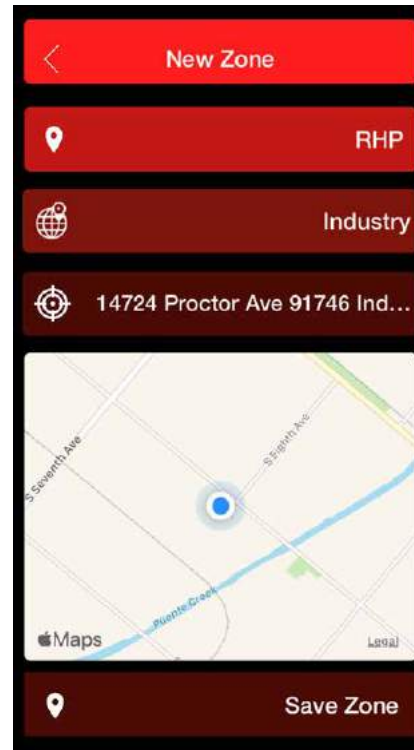 New Zone
RHP
Industry
14724 Proctor Ave 91746 Ind...
S Seventh Ave
S Eighth Ave
Puente Creek
Maps
Legal
Save Zone